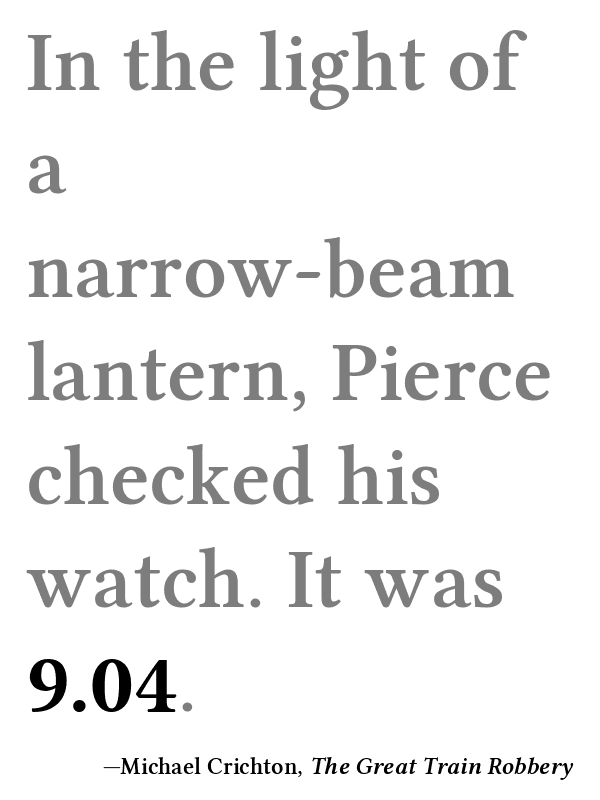 In the light of
a
narrow-beam
lantern, Pierce
checked his
watch. It was
9.04.
—Michael Crichton, The Great Train Robbery